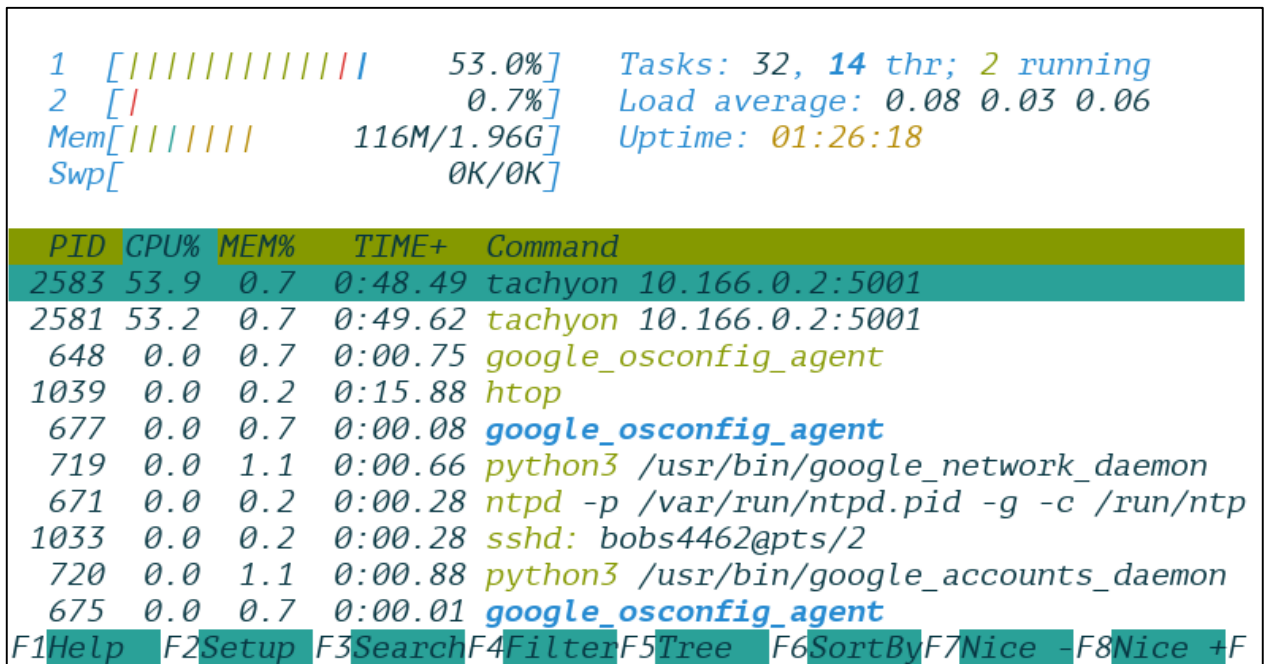 1 [||||||||||||| 53.0%] Tasks: 32, 14 thr; 2 running
2 [| 0.7%] Load average: 0.08 0.03 0.06
Mem[||||||| 116M/1.96G] Uptime: 01:26:18
Swp[ 0K/0K]
PID CPU% MEM% TIME+ Command
2583 53.9 0.7 0:48.49 tachyon 10.166.0.2:5001
2581 53.2 0.7 0:49.62 tachyon 10.166.0.2:5001
648 0.0 0.7 0:00.75 google_osconfig_agent
1039 0.0 0.2 0:15.88 htop
677 0.0 0.7 0:00.08 google_osconfig_agent
719 0.0 1.1 0:00.66 python3 /usr/bin/google_network_daemon
671 0.0 0.2 0:00.28 ntpd -p /var/run/ntpd.pid -g -c /run/ntp
1033 0.0 0.2 0:00.28 sshd: bobs4462@pts/2
720 0.0 1.1 0:00.88 python3 /usr/bin/google_accounts_daemon
675 0.0 0.7 0:00.01 google_osconfig_agent
F1Help F2Setup F3SearchF4FilterF5Tree F6SortByF7Nice -F8Nice +F